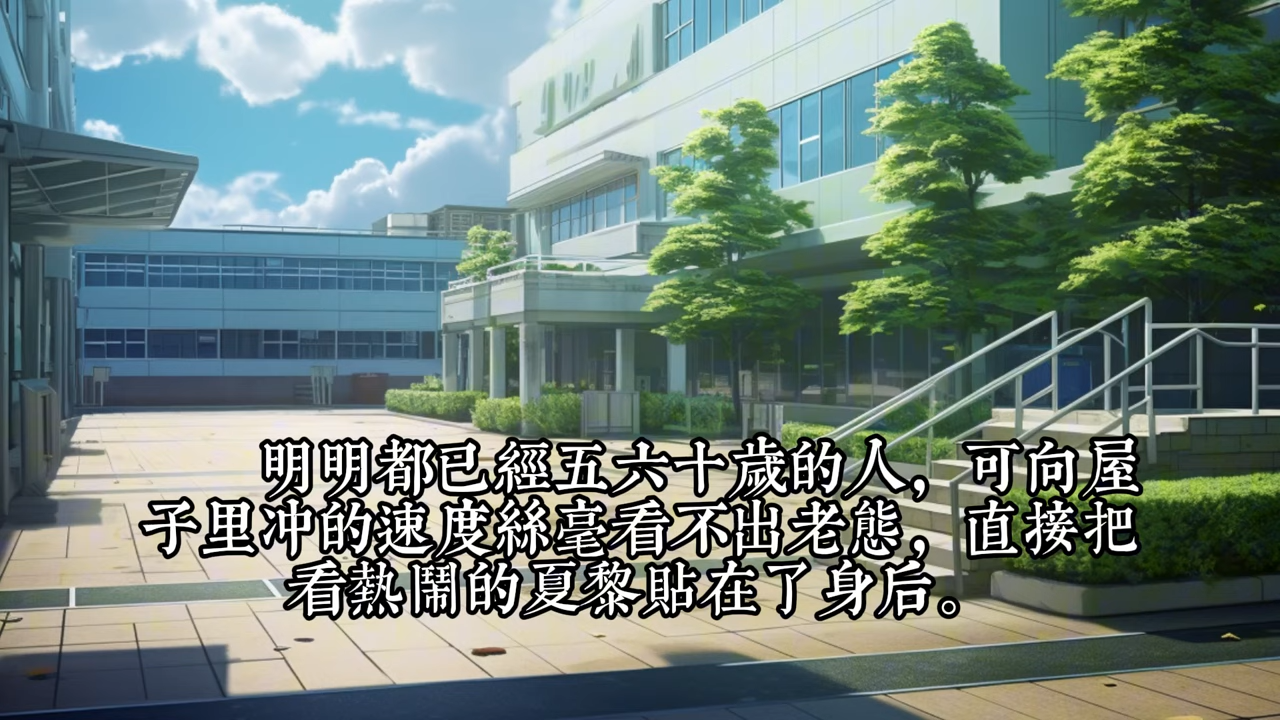 明明都已經五六十歲的人，可向屋
子里冲的速度絲毫看不出老態，直接把
看熱鬧的夏黎貼在了身后。